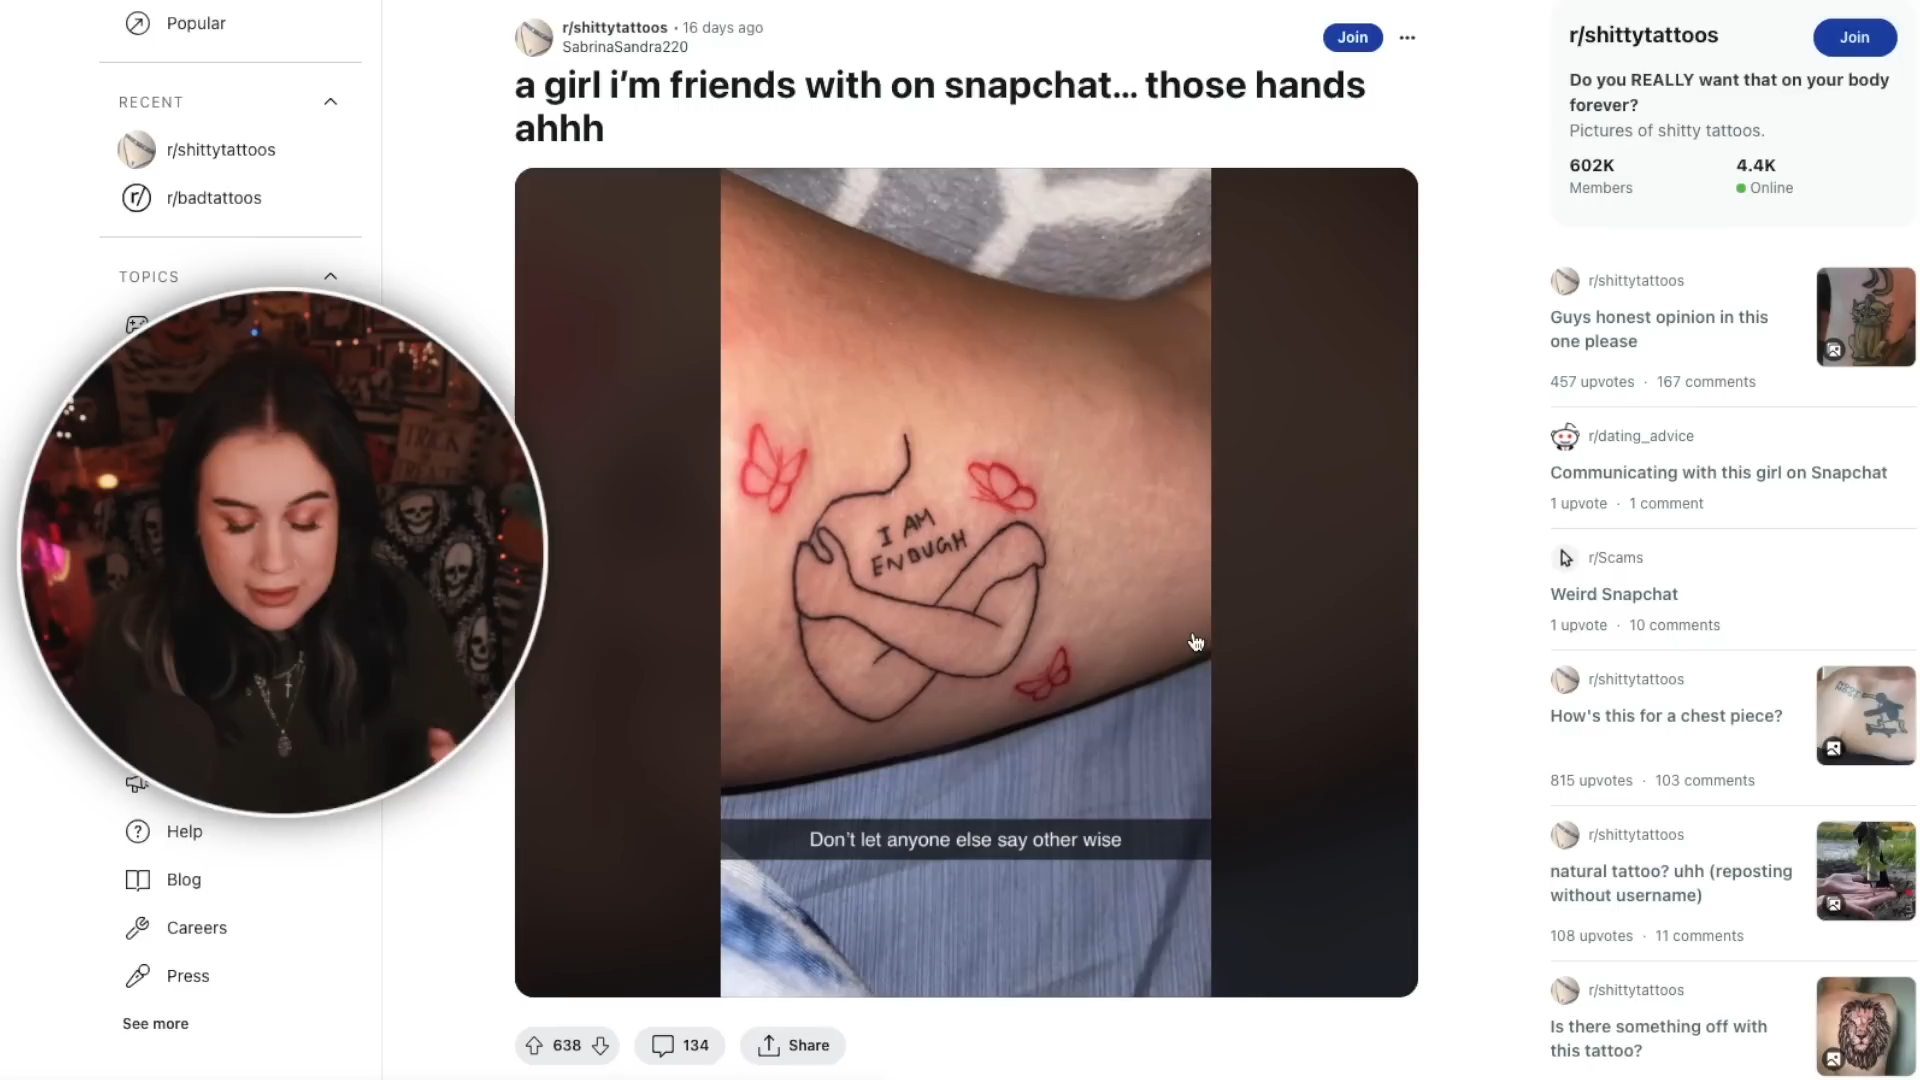 Popular
RECENT
r/shittytattoos
r/badtattoos
TOPICS
Help
Blog
Careers
Press
See more
r/shittytattoos · 16 days ago
SabrinaSandra220
Join
a girl i’m friends with on snapchat... those hands
ahhh
I AM
ENOUGH
Don't let anyone else say other wise
638
134
Share
r/shittytattoos
Join
Do you REALLY want that on your body
forever?
Pictures of shitty tattoos.
602K
4.4K
Members
Online
r/shittytattoos
Guys honest opinion in this
one please
457 upvotes · 167 comments
r/dating_advice
Communicating with this girl on Snapchat
1 upvote · 1 comment
r/Scams
Weird Snapchat
1 upvote · 10 comments
r/shittytattoos
How's this for a chest piece?
815 upvotes · 103 comments
r/shittytattoos
natural tattoo? uhh (reposting
without username)
108 upvotes · 11 comments
r/shittytattoos
Is there something off with
this tattoo?
TRICK